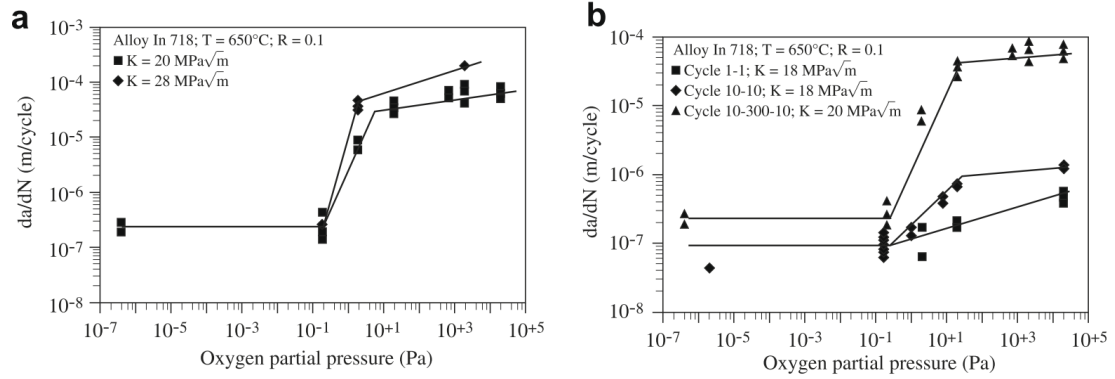 a
10⁻³
10⁻⁴
10⁻⁵
10⁻⁶
10⁻⁷
10⁻⁸
da/dN (m/cycle)
Alloy In 718; T = 650°C; R = 0.1
K = 20 MPa√m
K = 28 MPa√m
10⁻⁷ 10⁻⁵ 10⁻³ 10⁻¹ 10⁺¹ 10⁺³ 10⁺⁵
Oxygen partial pressure (Pa)
b
10⁻⁴
10⁻⁵
10⁻⁶
10⁻⁷
10⁻⁸
da/dN (m/cycle)
Alloy In 718; T = 650°C; R = 0.1
Cycle 1-1; K = 18 MPa√m
Cycle 10-10; K = 18 MPa√m
Cycle 10-300-10; K = 20 MPa√m
10⁻⁷ 10⁻⁵ 10⁻³ 10⁻¹ 10⁺¹ 10⁺³ 10⁺⁵
Oxygen partial pressure (Pa)